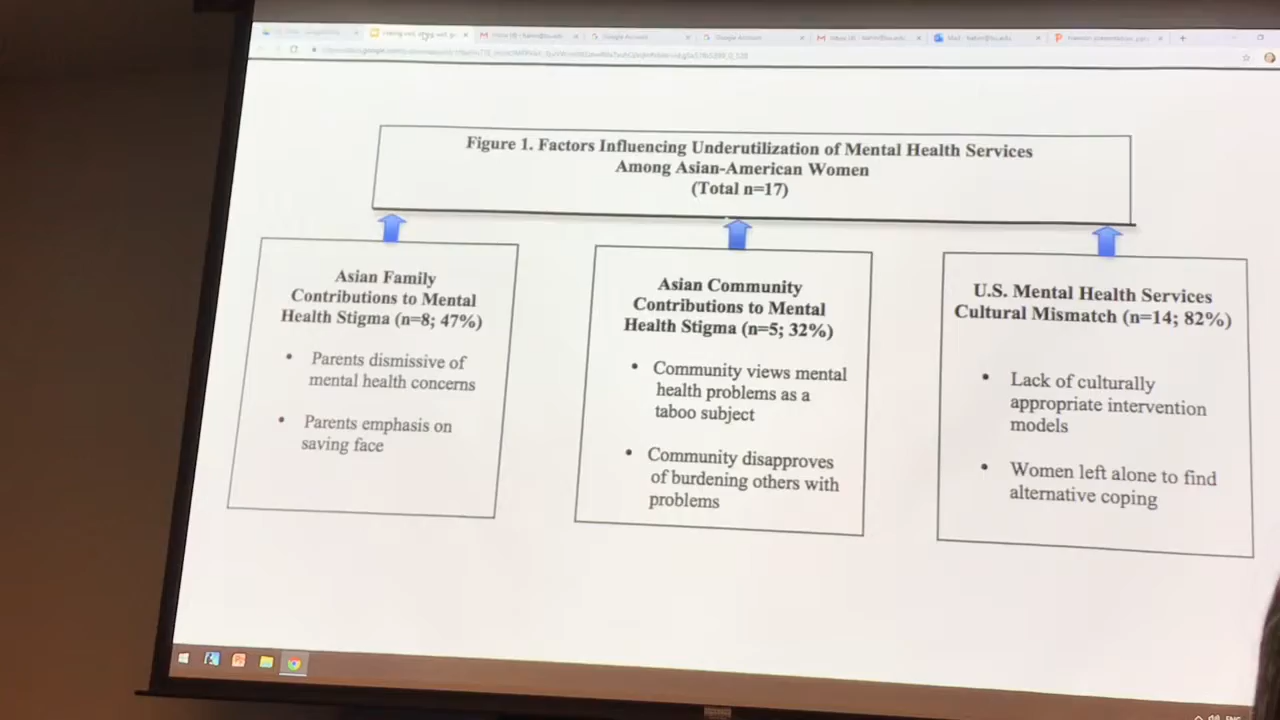 Google Accounts
Google Account
Figure 1. Factors Influencing Underutilization of Mental Health Services
Among Asian-American Women
(Total n=17)
Asian Family
Contributions to Mental
Health Stigma (n=8; 47%)
• Parents dismissive of
mental health concerns
• Parents emphasis on
saving face
Asian Community
Contributions to Mental
Health Stigma (n=5; 32%)
• Community views mental
health problems as a
taboo subject
• Community disapproves
of burdening others with
problems
U.S. Mental Health Services
Cultural Mismatch (n=14; 82%)
• Lack of culturally
appropriate intervention
models
• Women left alone to find
alternative coping